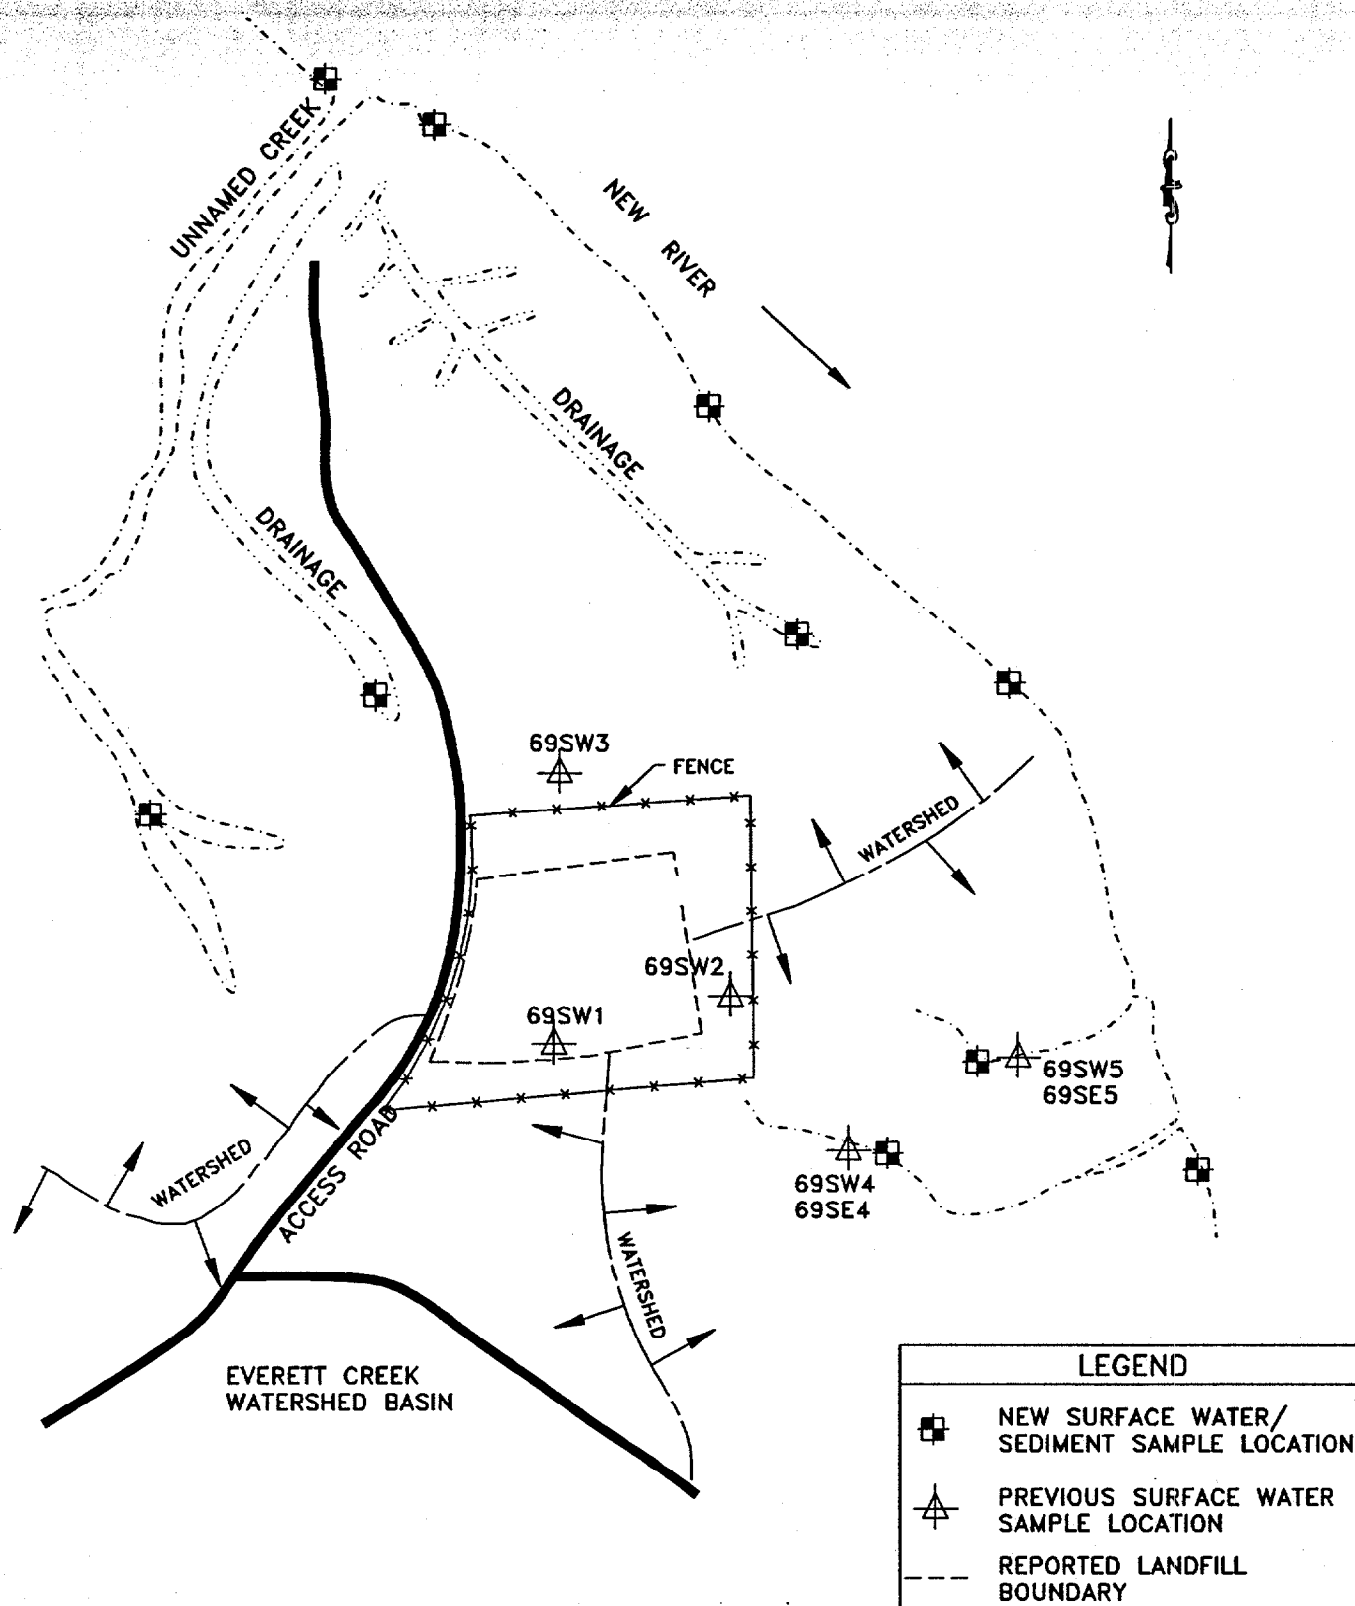 UNNAMED CREEK
NEW RIVER
DRAINAGE
DRAINAGE
69SW3
FENCE
WATERSHED
69SW2
69SW1
69SW5
69SE5
69SW4
69SE4
ACCESS ROAD
WATERSHED
WATERSHED
EVERETT CREEK
WATERSHED BASIN
LEGEND
NEW SURFACE WATER/
SEDIMENT SAMPLE LOCATION
PREVIOUS SURFACE WATER
SAMPLE LOCATION
REPORTED LANDFILL
BOUNDARY